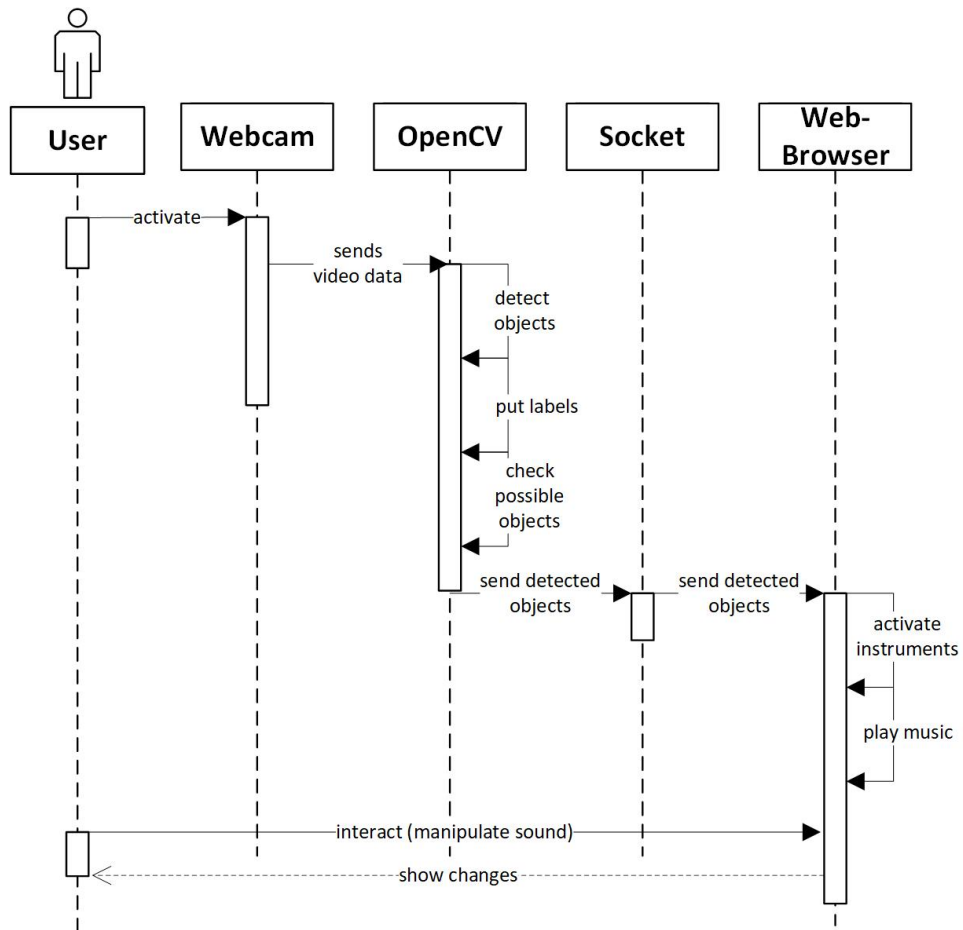 User
Webcam
OpenCV
Socket
Web-
Browser
activate
sends
video data
detect
objects
put labels
check
possible
objects
send detected
objects
send detected
objects
activate
instruments
play music
interact (manipulate sound)
show changes